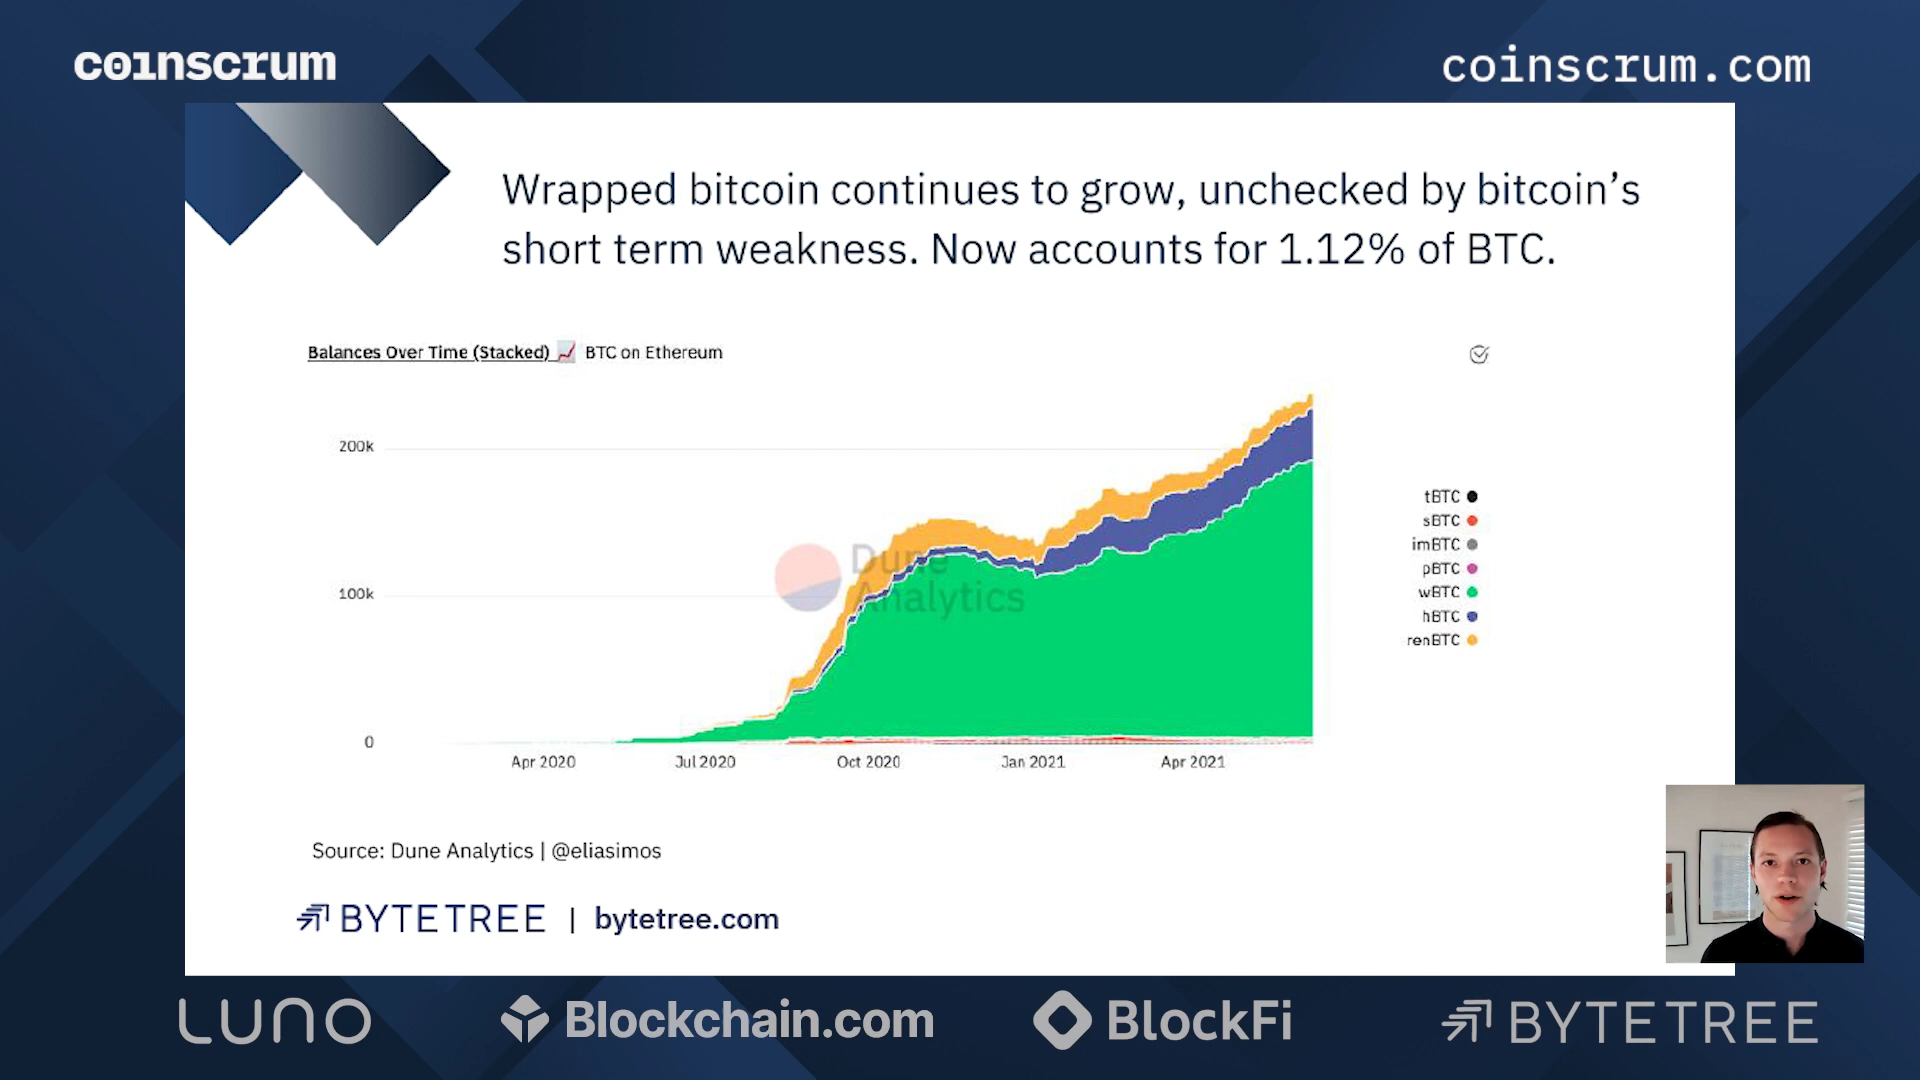 coinscrum
coinscrum.com
Wrapped bitcoin continues to grow, unchecked by bitcoin’s
short term weakness. Now accounts for 1.12% of BTC.
Balances Over Time (Stacked) BTC on Ethereum
200k
100k
0
Dune
Analytics
Apr 2020
Jul 2020
Oct 2020
Jan 2021
Apr 2021
tBTC
sBTC
imBTC
pBTC
wBTC
hBTC
renBTC
Source: Dune Analytics | @eliasimos
BYTETREE | bytetree.com
LUNO
Blockchain.com
BlockFi
BYTETREE